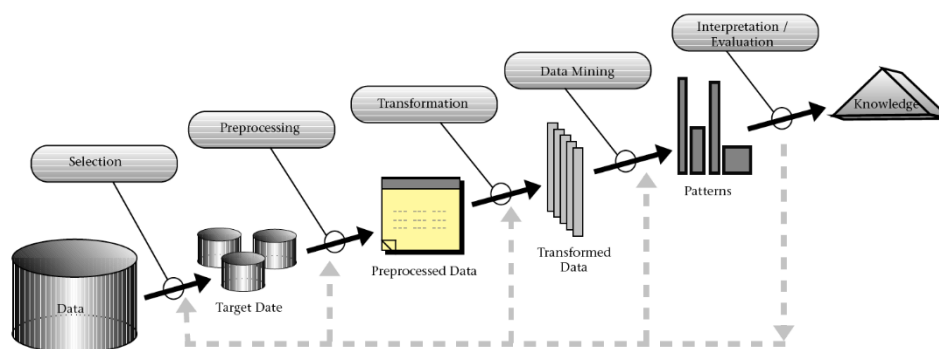 Interpretation /
Evaluation
Data Mining
Transformation
Preprocessing
Selection
Knowledge
Patterns
Transformed
Data
Preprocessed Data
Target Date
Data